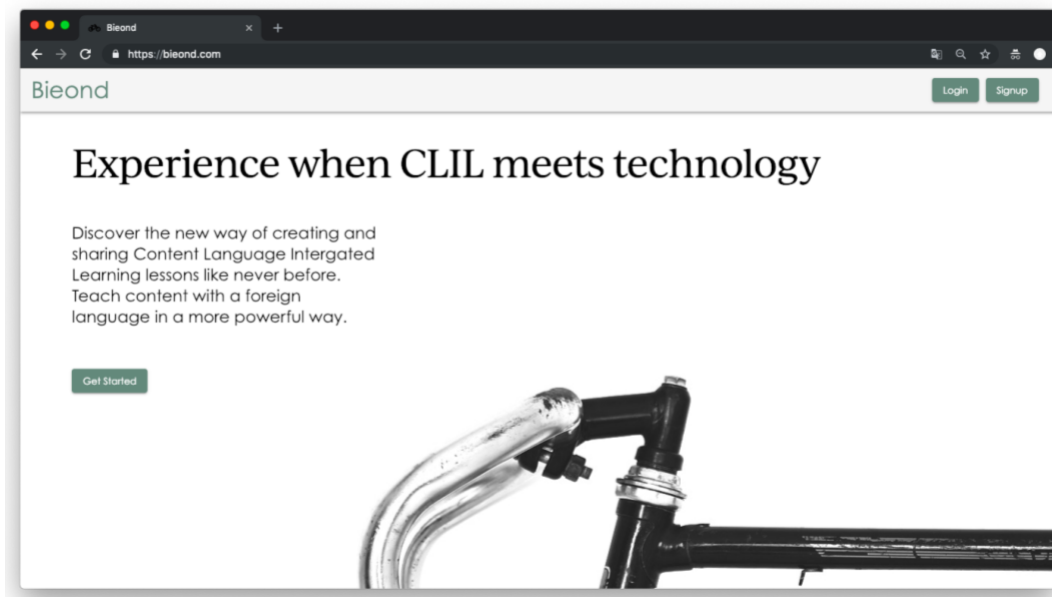 Bieond
https://bieond.com
Bieond
Login
Signup
Experience when CLIL meets technology
Discover the new way of creating and
sharing Content Language Intergated
Learning lessons like never before.
Teach content with a foreign
language in a more powerful way.
Get Started